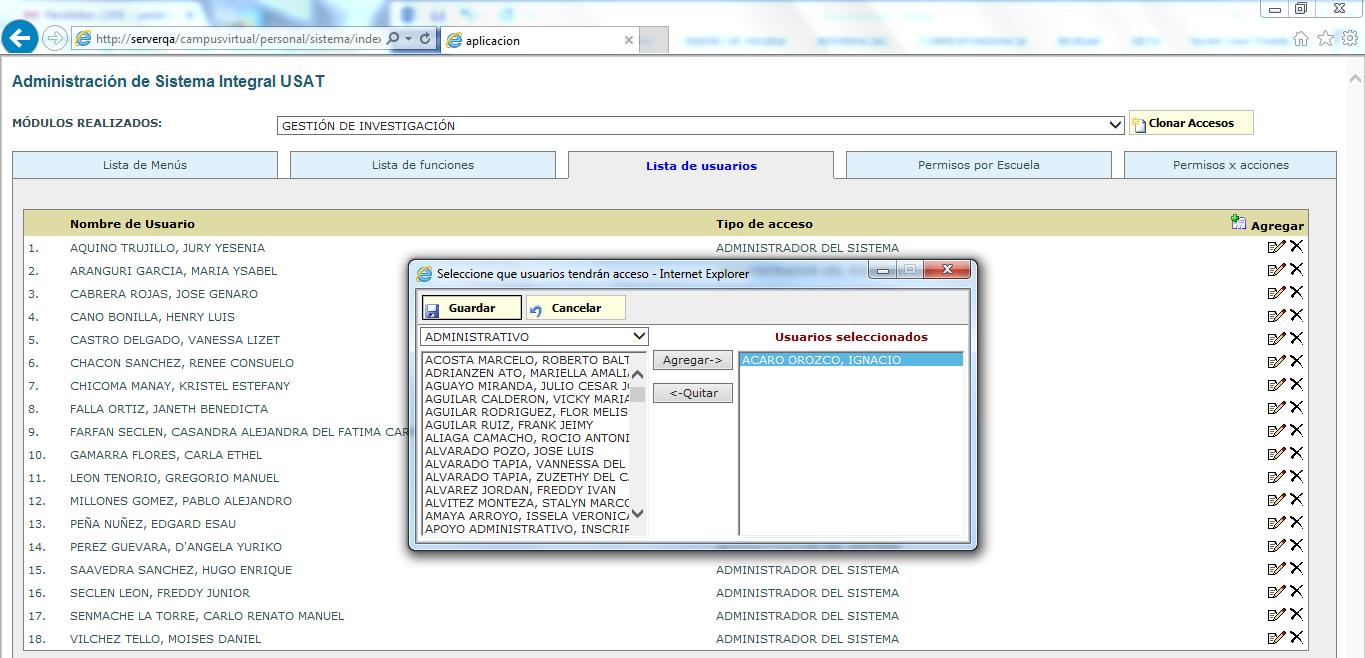 http://serverqa/campusvirtual/personal/sistema/index
aplicacion
Administración de Sistema Integral USAT
MÓDULOS REALIZADOS:
GESTIÓN DE INVESTIGACIÓN
Clonar Accesos
Lista de Menús
Lista de funciones
Lista de usuarios
Permisos por Escuela
Permisos x acciones
Nombre de Usuario
Tipo de acceso
Agregar
1. AQUINO TRUJILLO, JURY YESENIA ADMINISTRADOR DEL SISTEMA
2. ARANGURI GARCIA, MARIA YSABEL
3. CABRERA ROJAS, JOSE GENARO
4. CANO BONILLA, HENRY LUIS
5. CASTRO DELGADO, VANESSA LIZET
6. CHACON SANCHEZ, RENEE CONSUELO
7. CHICOMA MANAY, KRISTEL ESTEFANY
8. FALLA ORTIZ, JANETH BENEDICTA
9. FARFAN SECLEN, CASANDRA ALEJANDRA DEL FATIMA CAR
10. GAMARRA FLORES, CARLA ETHEL
11. LEON TENORIO, GREGORIO MANUEL
12. MILLONES GOMEZ, PABLO ALEJANDRO
13. PEÑA NUÑEZ, EDGARD ESAU
14. PEREZ GUEVARA, D'ANGELA YURIKO
15. SAAVEDRA SANCHEZ, HUGO ENRIQUE ADMINISTRADOR DEL SISTEMA
16. SECLEN LEON, FREDDY JUNIOR ADMINISTRADOR DEL SISTEMA
17. SENMACHE LA TORRE, CARLO RENATO MANUEL ADMINISTRADOR DEL SISTEMA
18. VILCHEZ TELLO, MOISES DANIEL ADMINISTRADOR DEL SISTEMA
Seleccione que usuarios tendrán acceso - Internet Explorer
Guardar
Cancelar
ADMINISTRATIVO
Usuarios seleccionados
ACOSTA MARCELO, ROBERTO BALT
ADRIANZEN ATO, MARIELLA AMALI
AGUAYO MIRANDA, JULIO CESAR J
AGUILAR CALDERON, VICKY MARIA
AGUILAR RODRIGUEZ, FLOR MELIS
AGUILAR RUIZ, FRANK JEIMY
ALIAGA CAMACHO, ROCIO ANTONI
ALVARADO POZO, JOSE LUIS
ALVARADO TAPIA, VANNESSA DEL
ALVARADO TAPIA, ZUZETHY DEL C
ALVAREZ JORDAN, FREDDY IVAN
ALVITEZ MONTEZA, STALYN MARCO
AMAYA ARROYO, ISSELA VERONICA
APOYO ADMINISTRATIVO, INSCRIP
Agregar->
<-Quitar
ACARO OROZCO, IGNACIO